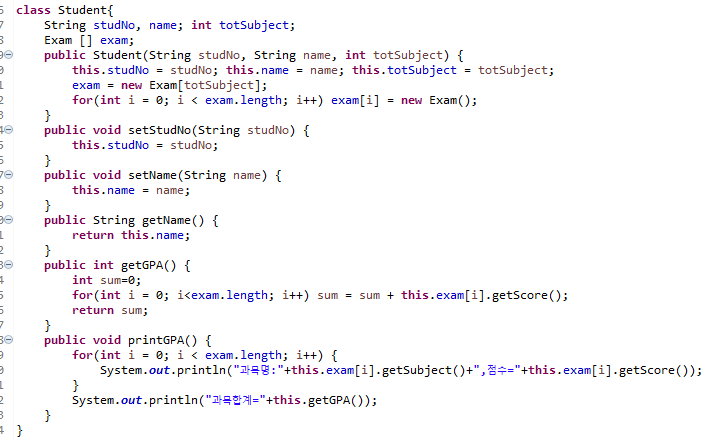 class Student{
String studNo, name; int totSubject;
Exam [] exam;
public Student(String studNo, String name, int totSubject) {
this.studNo = studNo; this.name = name; this.totSubject = totSubject;
exam = new Exam[totSubject];
for(int i = 0; i < exam.length; i++) exam[i] = new Exam();
}
public void setStudNo(String studNo) {
this.studNo = studNo;
}
public void setName(String name) {
this.name = name;
}
public String getName() {
return this.name;
}
public int getGPA() {
int sum=0;
for(int i = 0; i<exam.length; i++) sum = sum + this.exam[i].getScore();
return sum;
}
public void printGPA() {
for(int i = 0; i < exam.length; i++) {
System.out.println("과목명:"+this.exam[i].getSubject()+",점수="+this.exam[i].getScore());
}
System.out.println("과목합계="+this.getGPA());
}
}